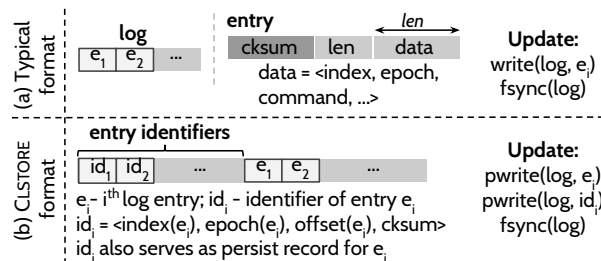 (a) Typical format
log
e1 e2 ...
entry
len
cksum len data
data = <index, epoch, command, ...>
Update:
write(log, ei)
fsync(log)
(b) CLSTORE format
entry identifiers
id1 id2 ... e1 e2 ...
ei- ith log entry; idi - identifier of entry ei
idi = <index(ei), epoch(ei), offset(ei), cksum>
idi also serves as persist record for ei
Update:
pwrite(log, ei)
pwrite(log, idi)
fsync(log)